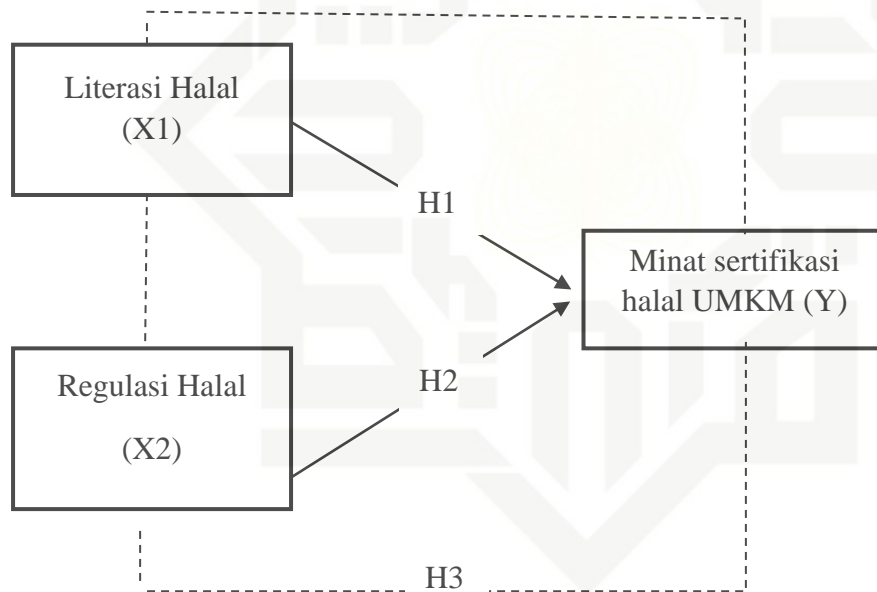 Literasi Halal
(X1)
H1
Minat sertifikasi
halal UMKM (Y)
Regulasi Halal
(X2)
H2
H3